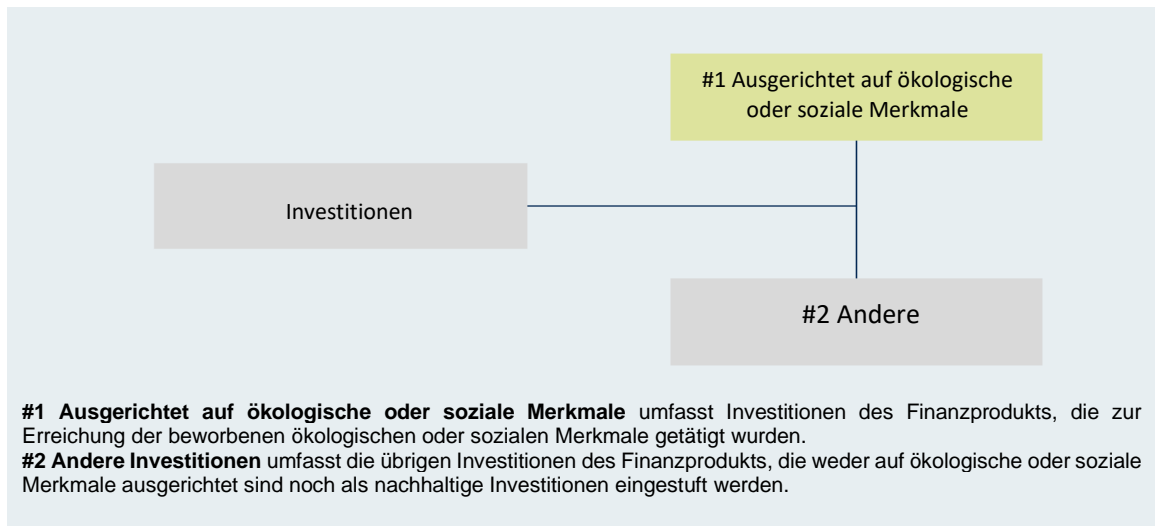 #1 Ausgerichtet auf ökologische
oder soziale Merkmale
Investitionen
#2 Andere
#1 Ausgerichtet auf ökologische oder soziale Merkmale umfasst Investitionen des Finanzprodukts, die zur
Erreichung der beworbenen ökologischen oder sozialen Merkmale getätigt wurden.
#2 Andere Investitionen umfasst die übrigen Investitionen des Finanzprodukts, die weder auf ökologische oder soziale
Merkmale ausgerichtet sind noch als nachhaltige Investitionen eingestuft werden.